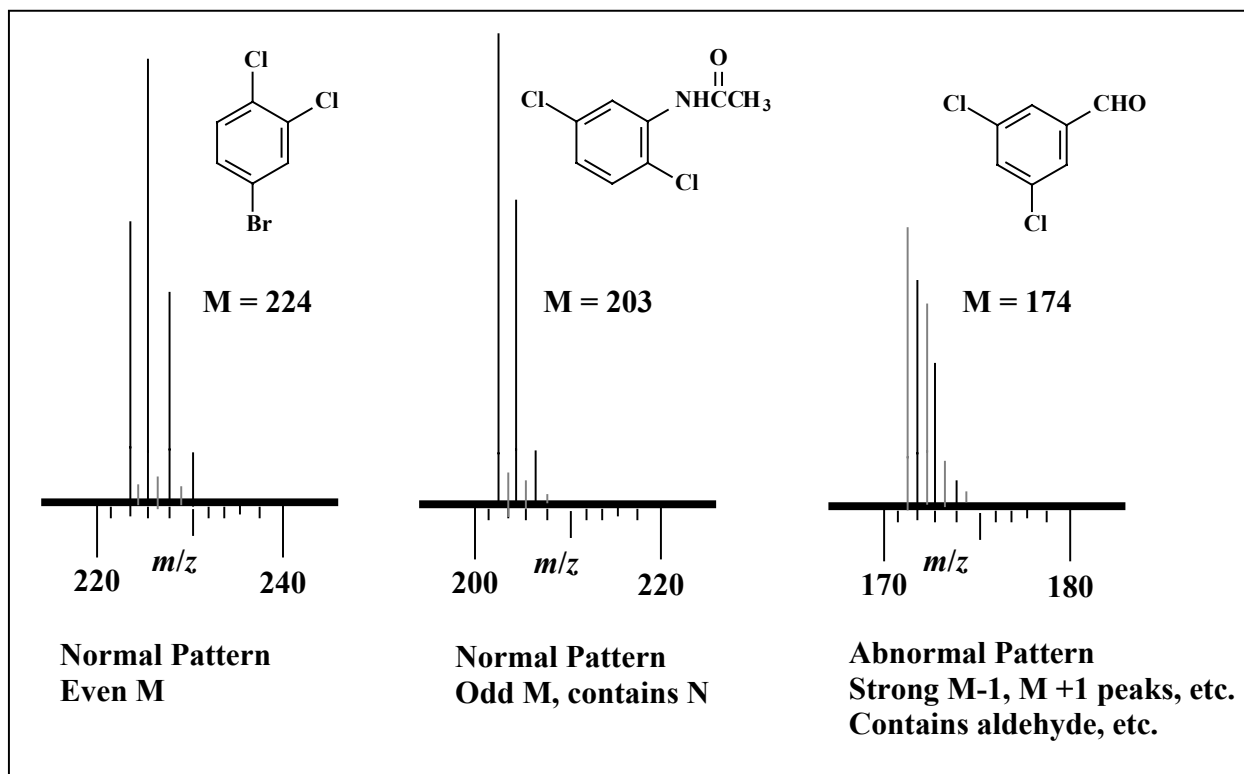 Cl
Cl
Br
M = 224
220
m/z
240
Normal Pattern
Even M
O
Cl
NHCCH3
Cl
M = 203
200
m/z
220
Normal Pattern
Odd M, contains N
Cl
CHO
Cl
M = 174
170
m/z
180
Abnormal Pattern
Strong M-1, M +1 peaks, etc.
Contains aldehyde, etc.